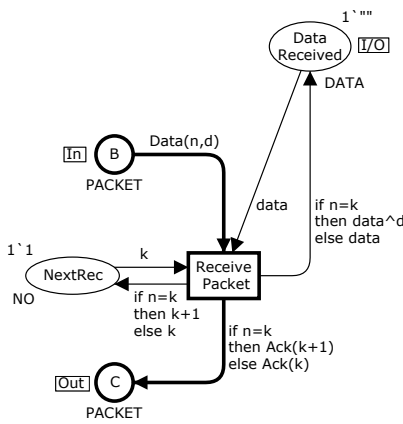 1`""
Data
Received
I/O
DATA
In
B
Data(n,d)
PACKET
data
if n=k
then data^d
else data
1`1
k
NextRec
NO
Receive
Packet
if n=k
then k+1
else k
if n=k
then Ack(k+1)
else Ack(k)
Out
C
PACKET